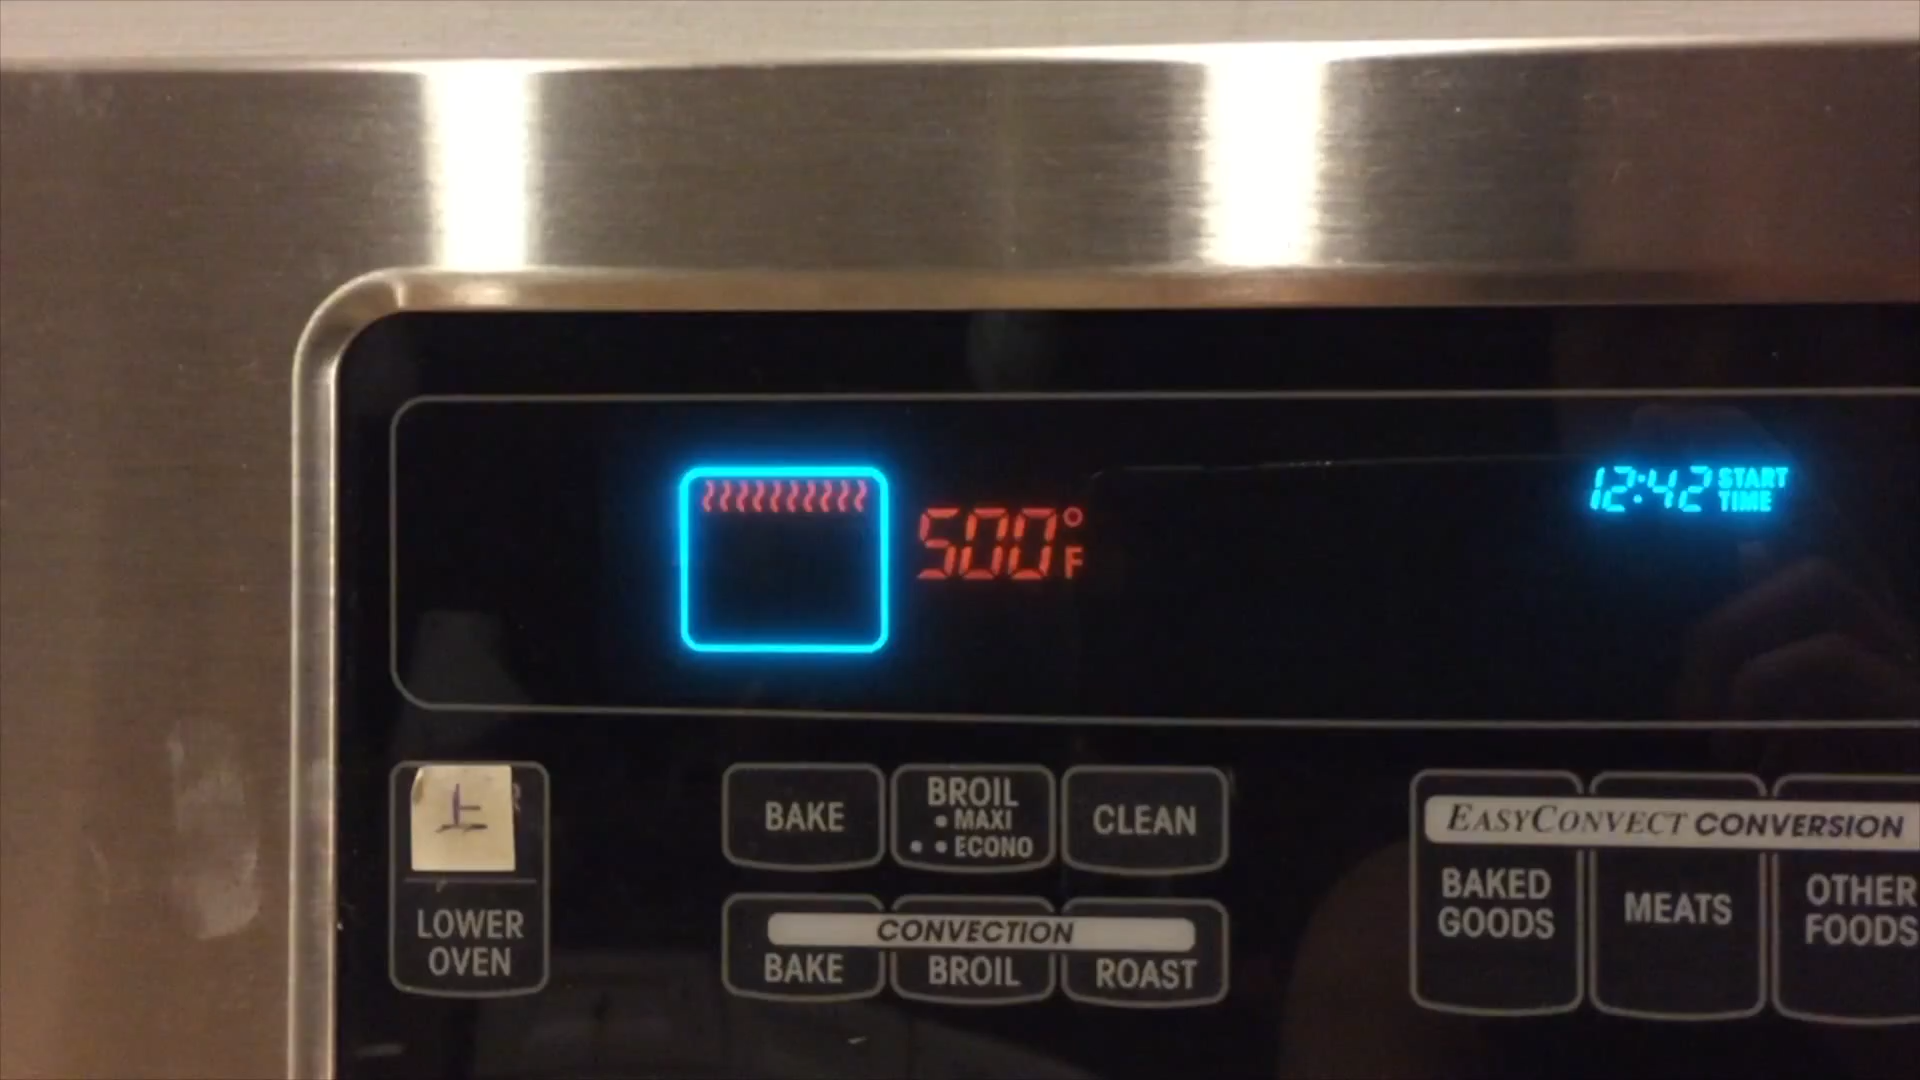 500°F
12:42 START TIME
上
LOWER OVEN
BAKE
BROIL
• MAXI
• • ECONO
CLEAN
CONVECTION
BAKE
BROIL
ROAST
EASYCONVECT CONVERSION
BAKED
GOODS
MEATS
OTHER
FOODS